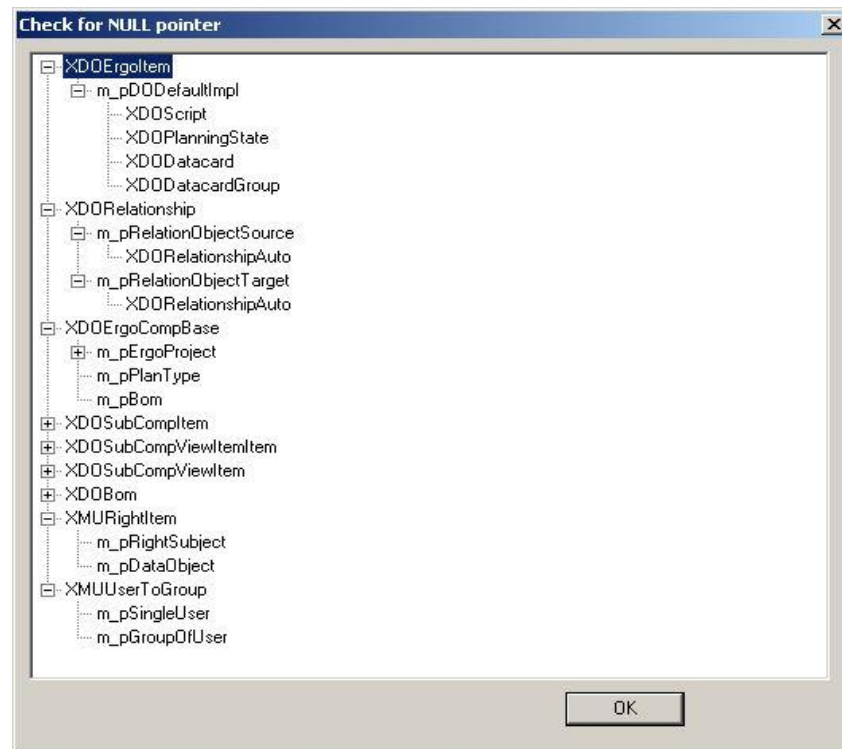 Check for NULL pointer
XDOErgoItem
m_pDODefaultImpl
XDOScript
XDOPlanningState
XDODatacard
XDODatacardGroup
XDORelationship
m_pRelationObjectSource
XDORelationshipAuto
m_pRelationObjectTarget
XDORelationshipAuto
XDOErgoCompBase
m_pErgoProject
m_pPlanType
m_pBom
XDOSubCompItem
XDOSubCompViewItemItem
XDOSubCompViewItem
XDOBom
XMURightItem
m_pRightSubject
m_pDataObject
XMUUserToGroup
m_pSingleUser
m_pGroupOfUser
OK